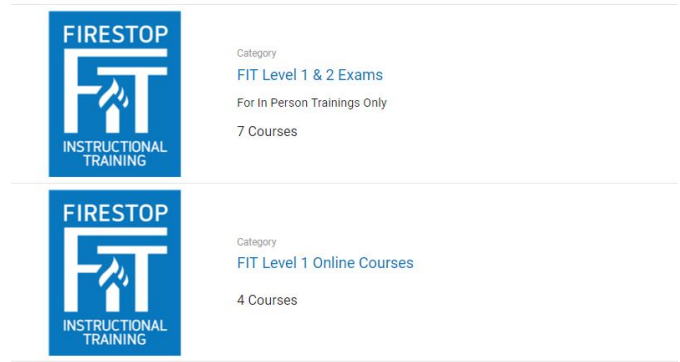 FIRESTOP
FIT
INSTRUCTIONAL
TRAINING
Category
FIT Level 1 & 2 Exams
For In Person Trainings Only
7 Courses
FIRESTOP
FIT
INSTRUCTIONAL
TRAINING
Category
FIT Level 1 Online Courses
4 Courses